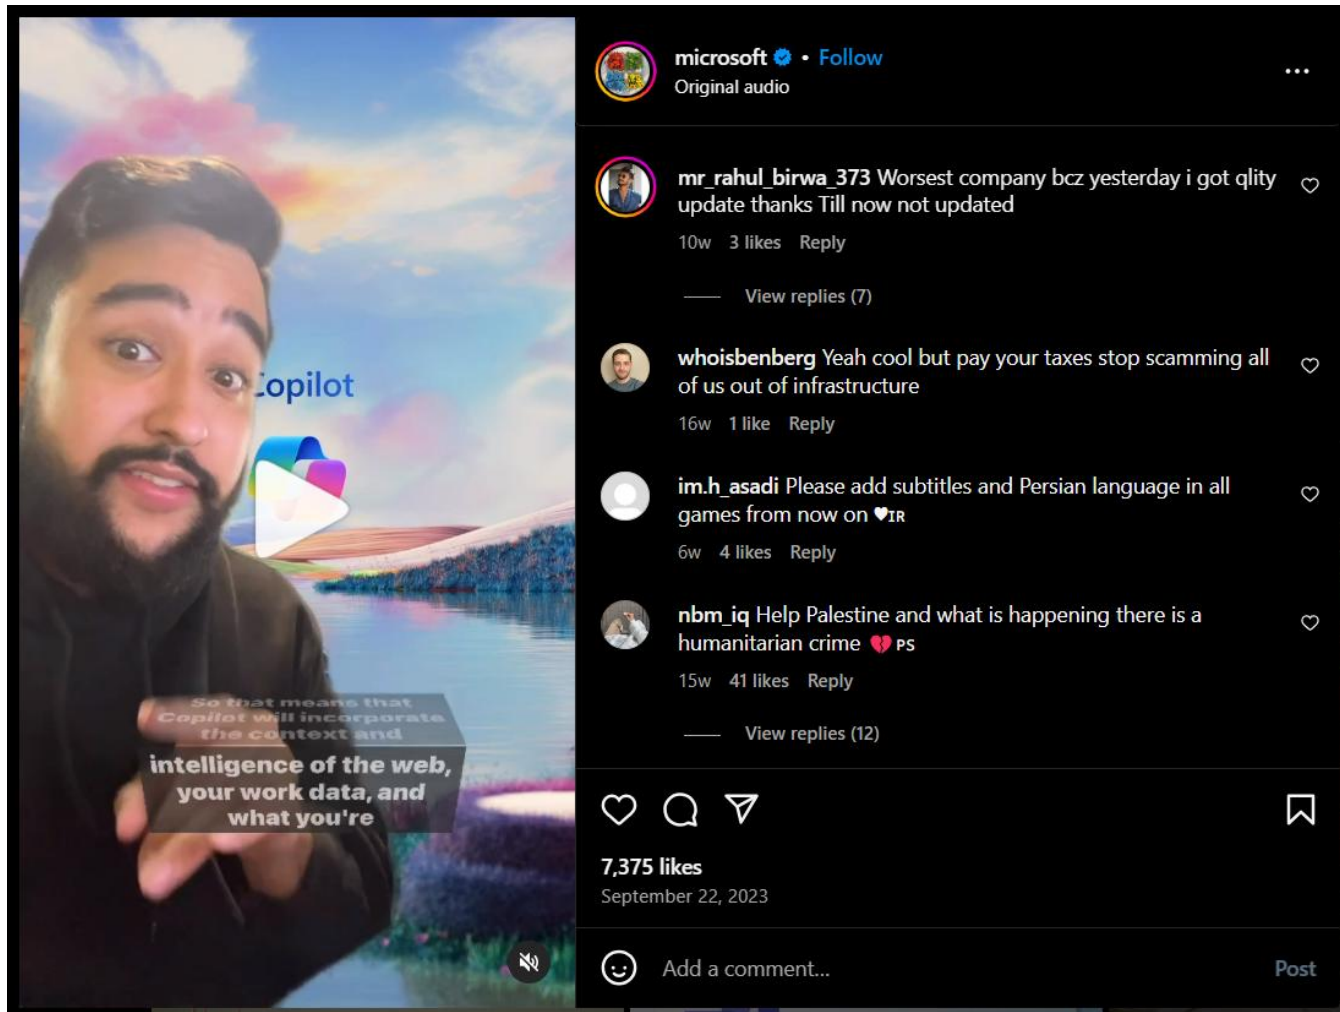 Copilot
So that means that
Copilot will incorporate
the context and
intelligence of the web,
your work data, and
what you're
microsoft • Follow
Original audio
mr_rahul_birwa_373 Worsest company bcz yesterday i got qlity
update thanks Till now not updated
10w 3 likes Reply
View replies (7)
whoisbenberg Yeah cool but pay your taxes stop scamming all
of us out of infrastructure
16w 1 like Reply
im.h_asadi Please add subtitles and Persian language in all
games from now on ♥IR
6w 4 likes Reply
nbm_iq Help Palestine and what is happening there is a
humanitarian crime 💔 PS
15w 41 likes Reply
View replies (12)
7,375 likes
September 22, 2023
Add a comment...
Post